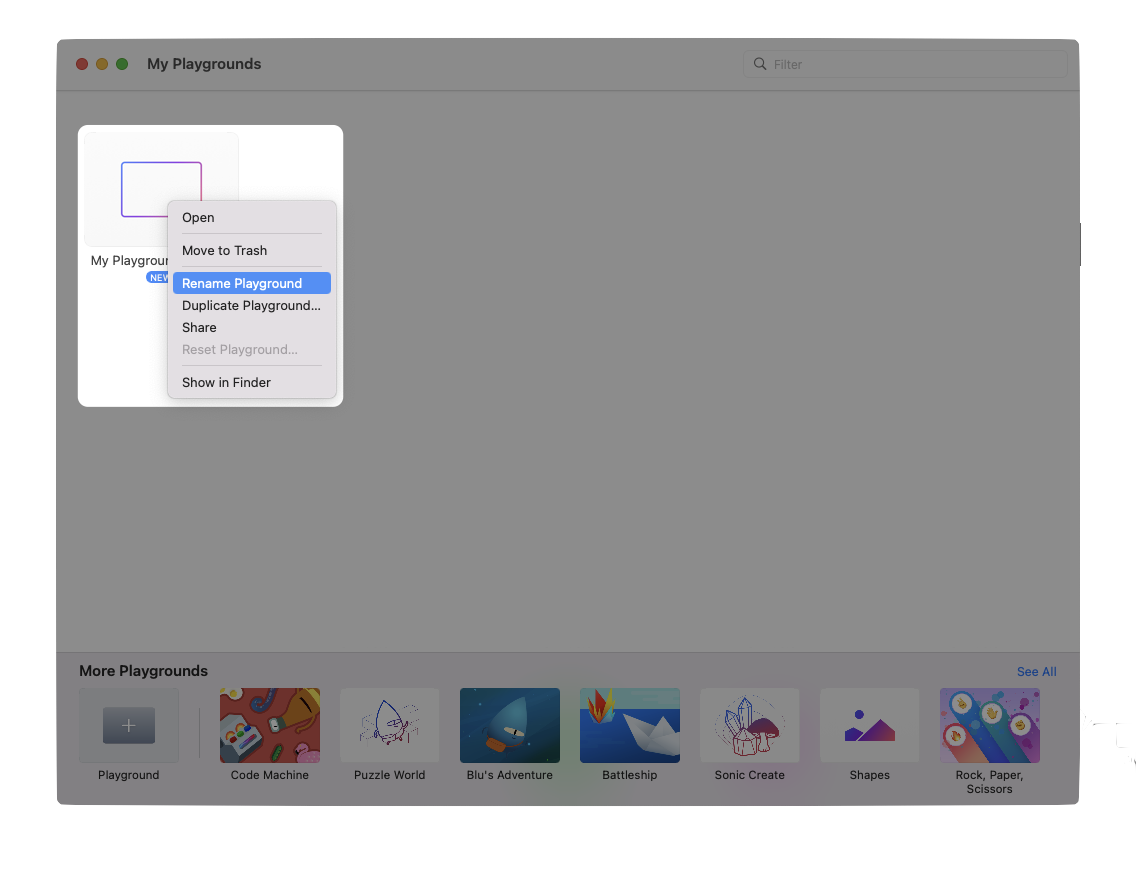 My Playgrounds
Filter
Open
Move to Trash
My Playgroun
Rename Playground
NEW
Duplicate Playground...
Share
Reset Playground...
Show in Finder
More Playgrounds
See All
Playground
Code Machine
Puzzle World
Blu's Adventure
Battleship
Sonic Create
Shapes
Rock, Paper,
Scissors